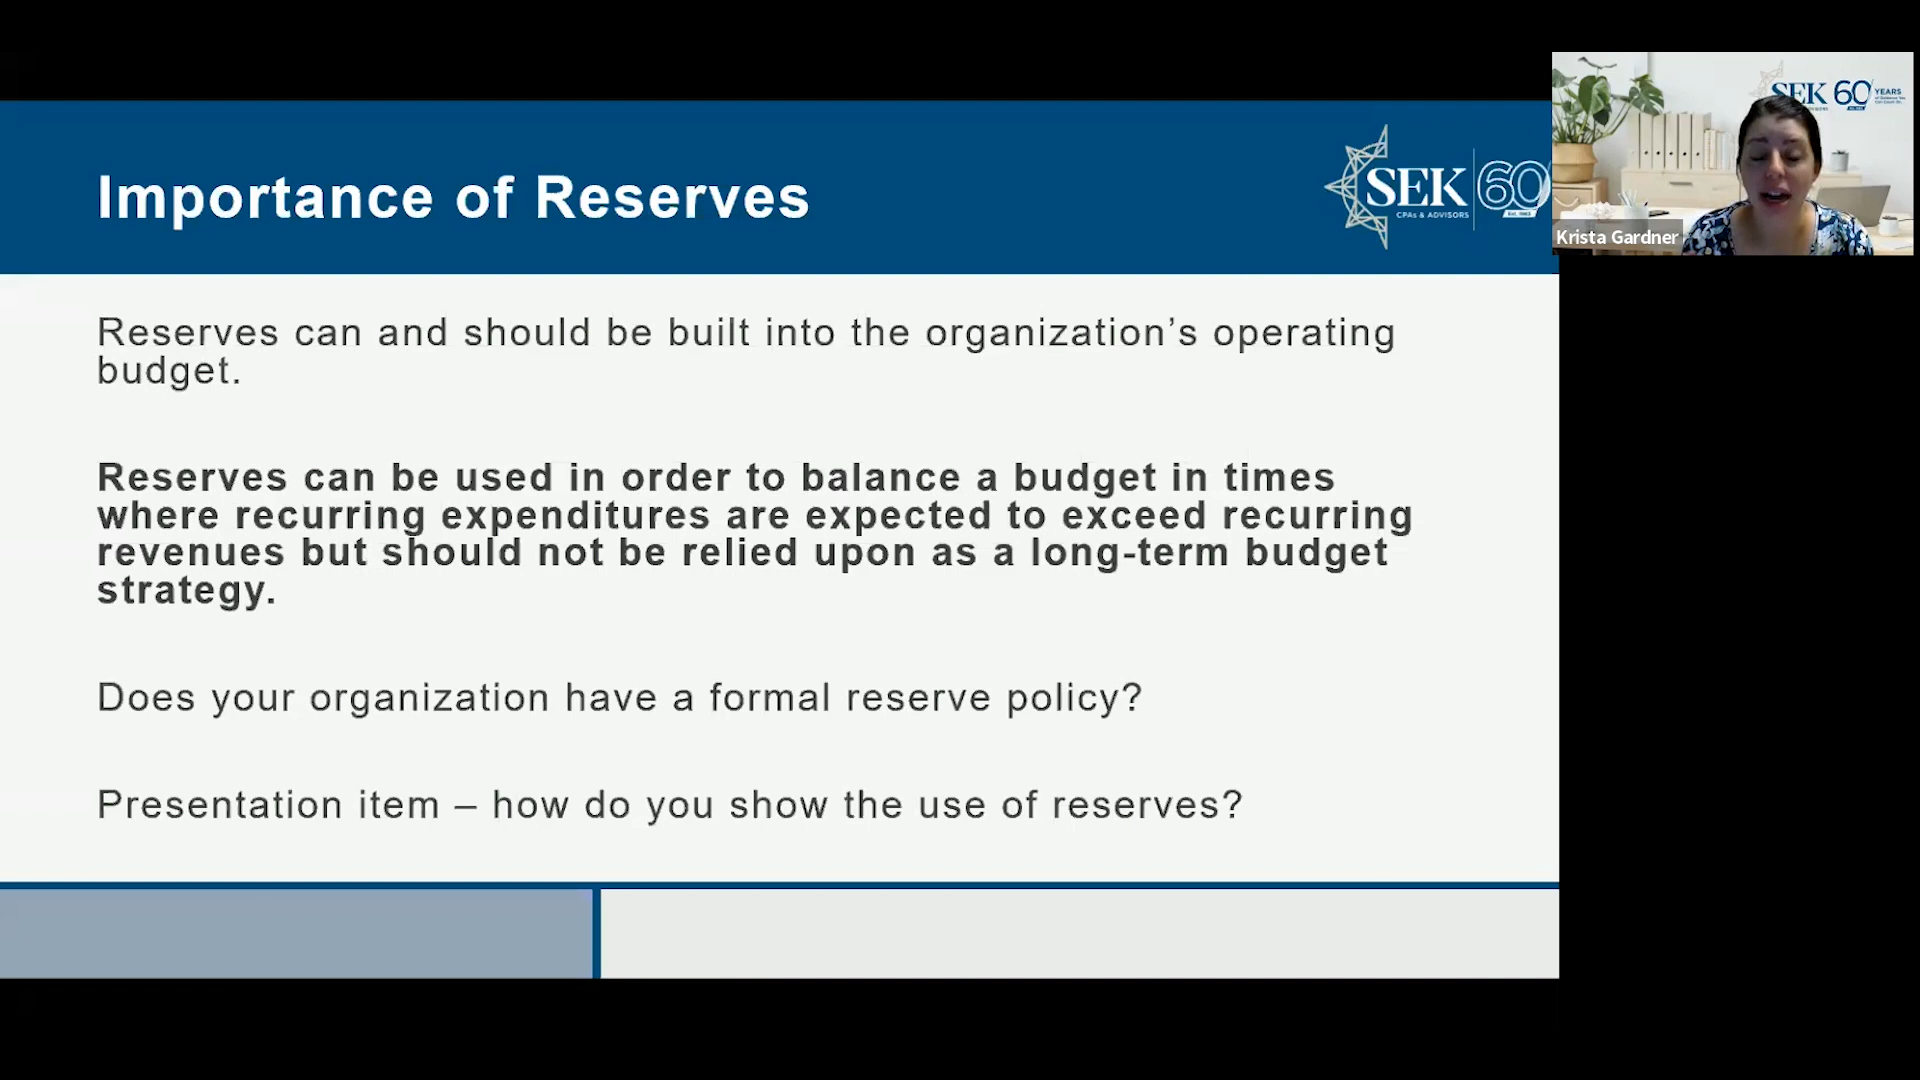 Importance of Reserves
SEK 60
CPAs & ADVISORS
Est. 1963
SEK 60 YEARS
Krista Gardner
Reserves can and should be built into the organization’s operating
budget.
Reserves can be used in order to balance a budget in times
where recurring expenditures are expected to exceed recurring
revenues but should not be relied upon as a long-term budget
strategy.
Does your organization have a formal reserve policy?
Presentation item – how do you show the use of reserves?